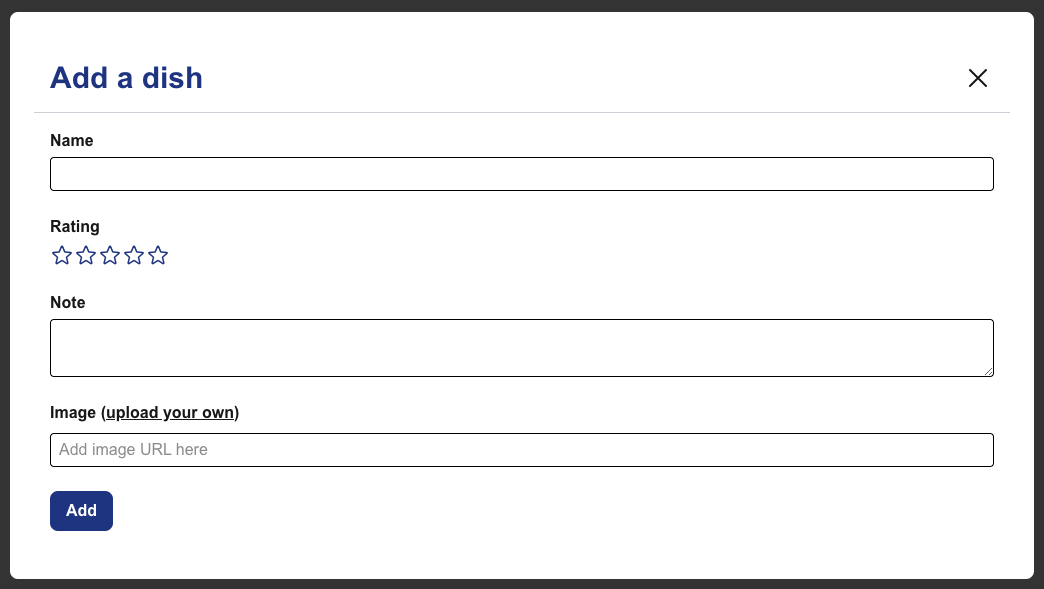 Add a dish
Name
Rating
Note
Image (upload your own)
Add image URL here
Add